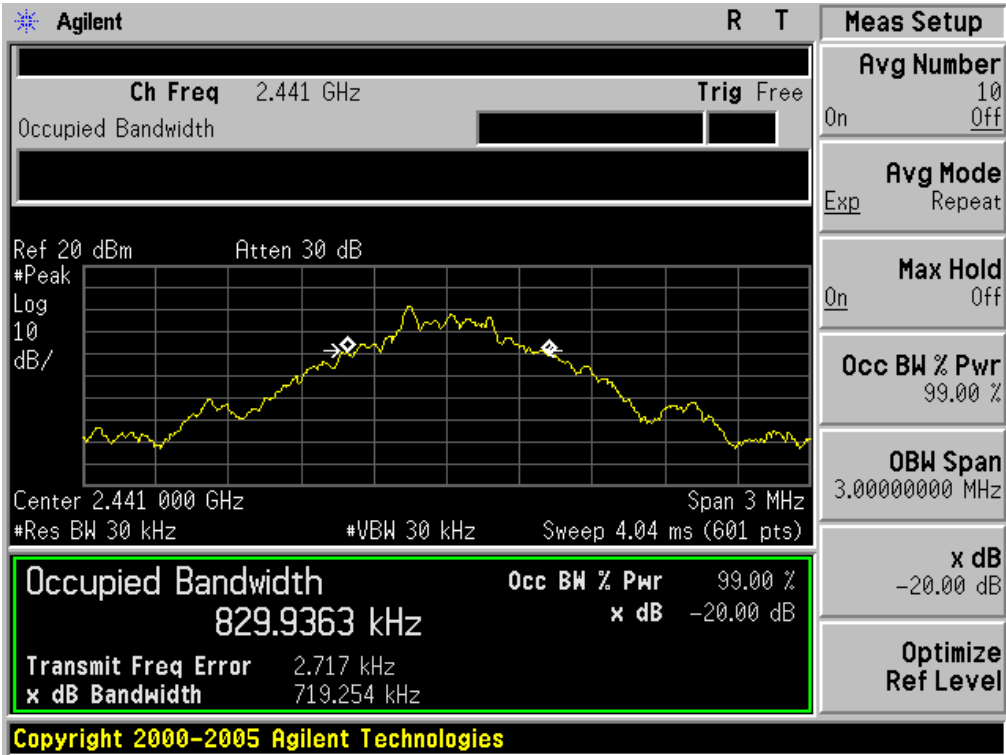 Agilent R T
Ch Freq 2.441 GHz Trig Free
Occupied Bandwidth
Ref 20 dBm Atten 30 dB
#Peak
Log
10
dB/
Center 2.441 000 GHz Span 3 MHz
#Res BW 30 kHz #VBW 30 kHz Sweep 4.04 ms (601 pts)
Occupied Bandwidth
829.9363 kHz
Occ BW % Pwr 99.00 %
x dB -20.00 dB
Transmit Freq Error 2.717 kHz
x dB Bandwidth 719.254 kHz
Copyright 2000-2005 Agilent Technologies
Meas Setup
Avg Number
10
On Off
Avg Mode
Exp Repeat
Max Hold
On Off
Occ BW % Pwr
99.00 %
OBW Span
3.00000000 MHz
x dB
-20.00 dB
Optimize
Ref Level